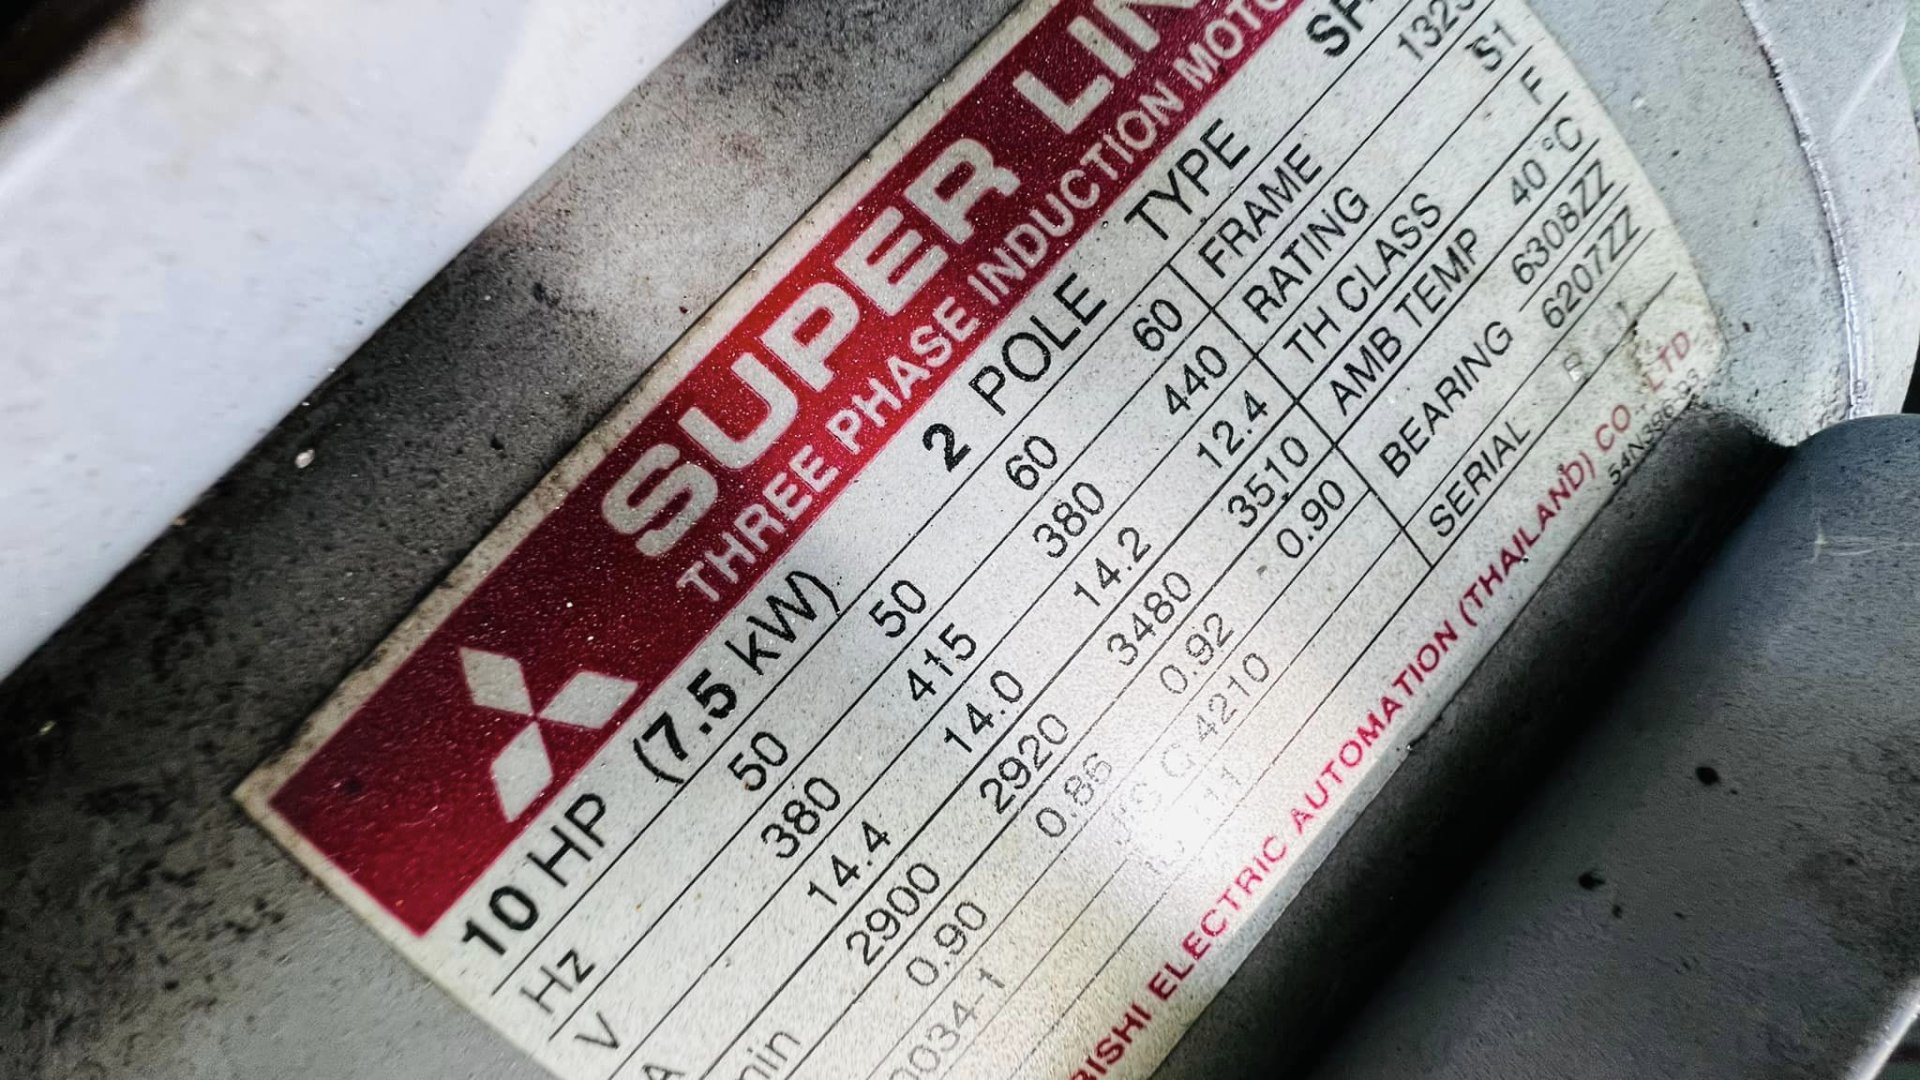 SUPER LIN
THREE PHASE INDUCTION MOTO
10 HP (7.5 kW) 2 POLE TYPE SF
Hz 50 50 60 60 FRAME 132S
V 380 415 380 440 RATING S1
A 14.4 14.0 14.2 12.4 TH CLASS F
min 2900 2920 3480 3510 AMB TEMP 40°C
0.90 0.86 0.92 0.90 BEARING 6308ZZ
6207ZZ
0034-1 4210 SERIAL
BISHI ELECTRIC AUTOMATION (THAILAND) CO LTD